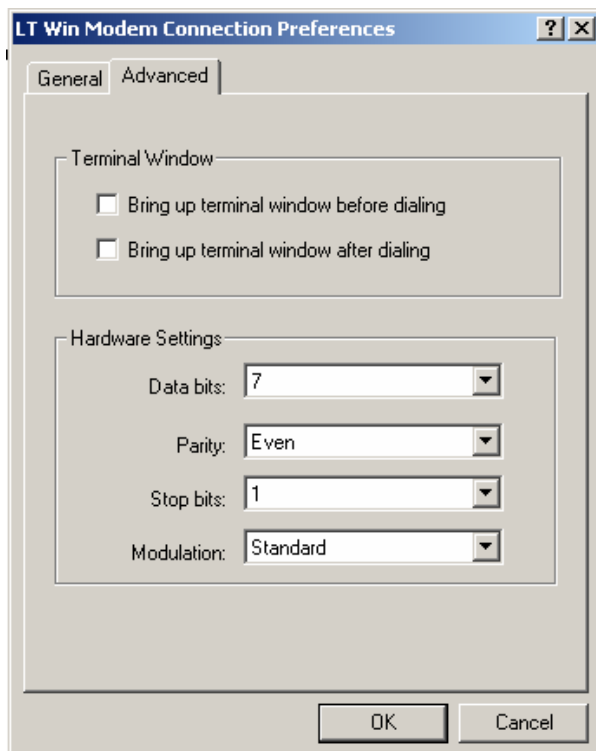 LT Win Modem Connection Preferences
General Advanced
Terminal Window
Bring up terminal window before dialing
Bring up terminal window after dialing
Hardware Settings
Data bits: 7
Parity: Even
Stop bits: 1
Modulation: Standard
OK Cancel